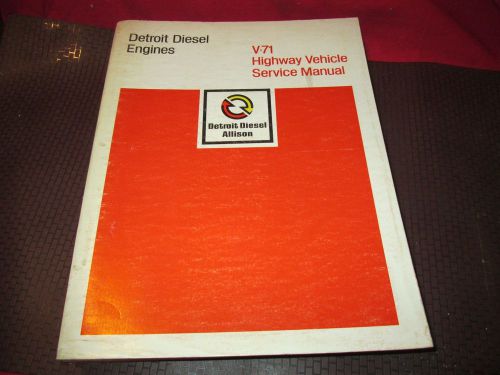 Detroit Diesel
Engines
V-71
Highway Vehicle
Service Manual
Detroit Diesel
Allison